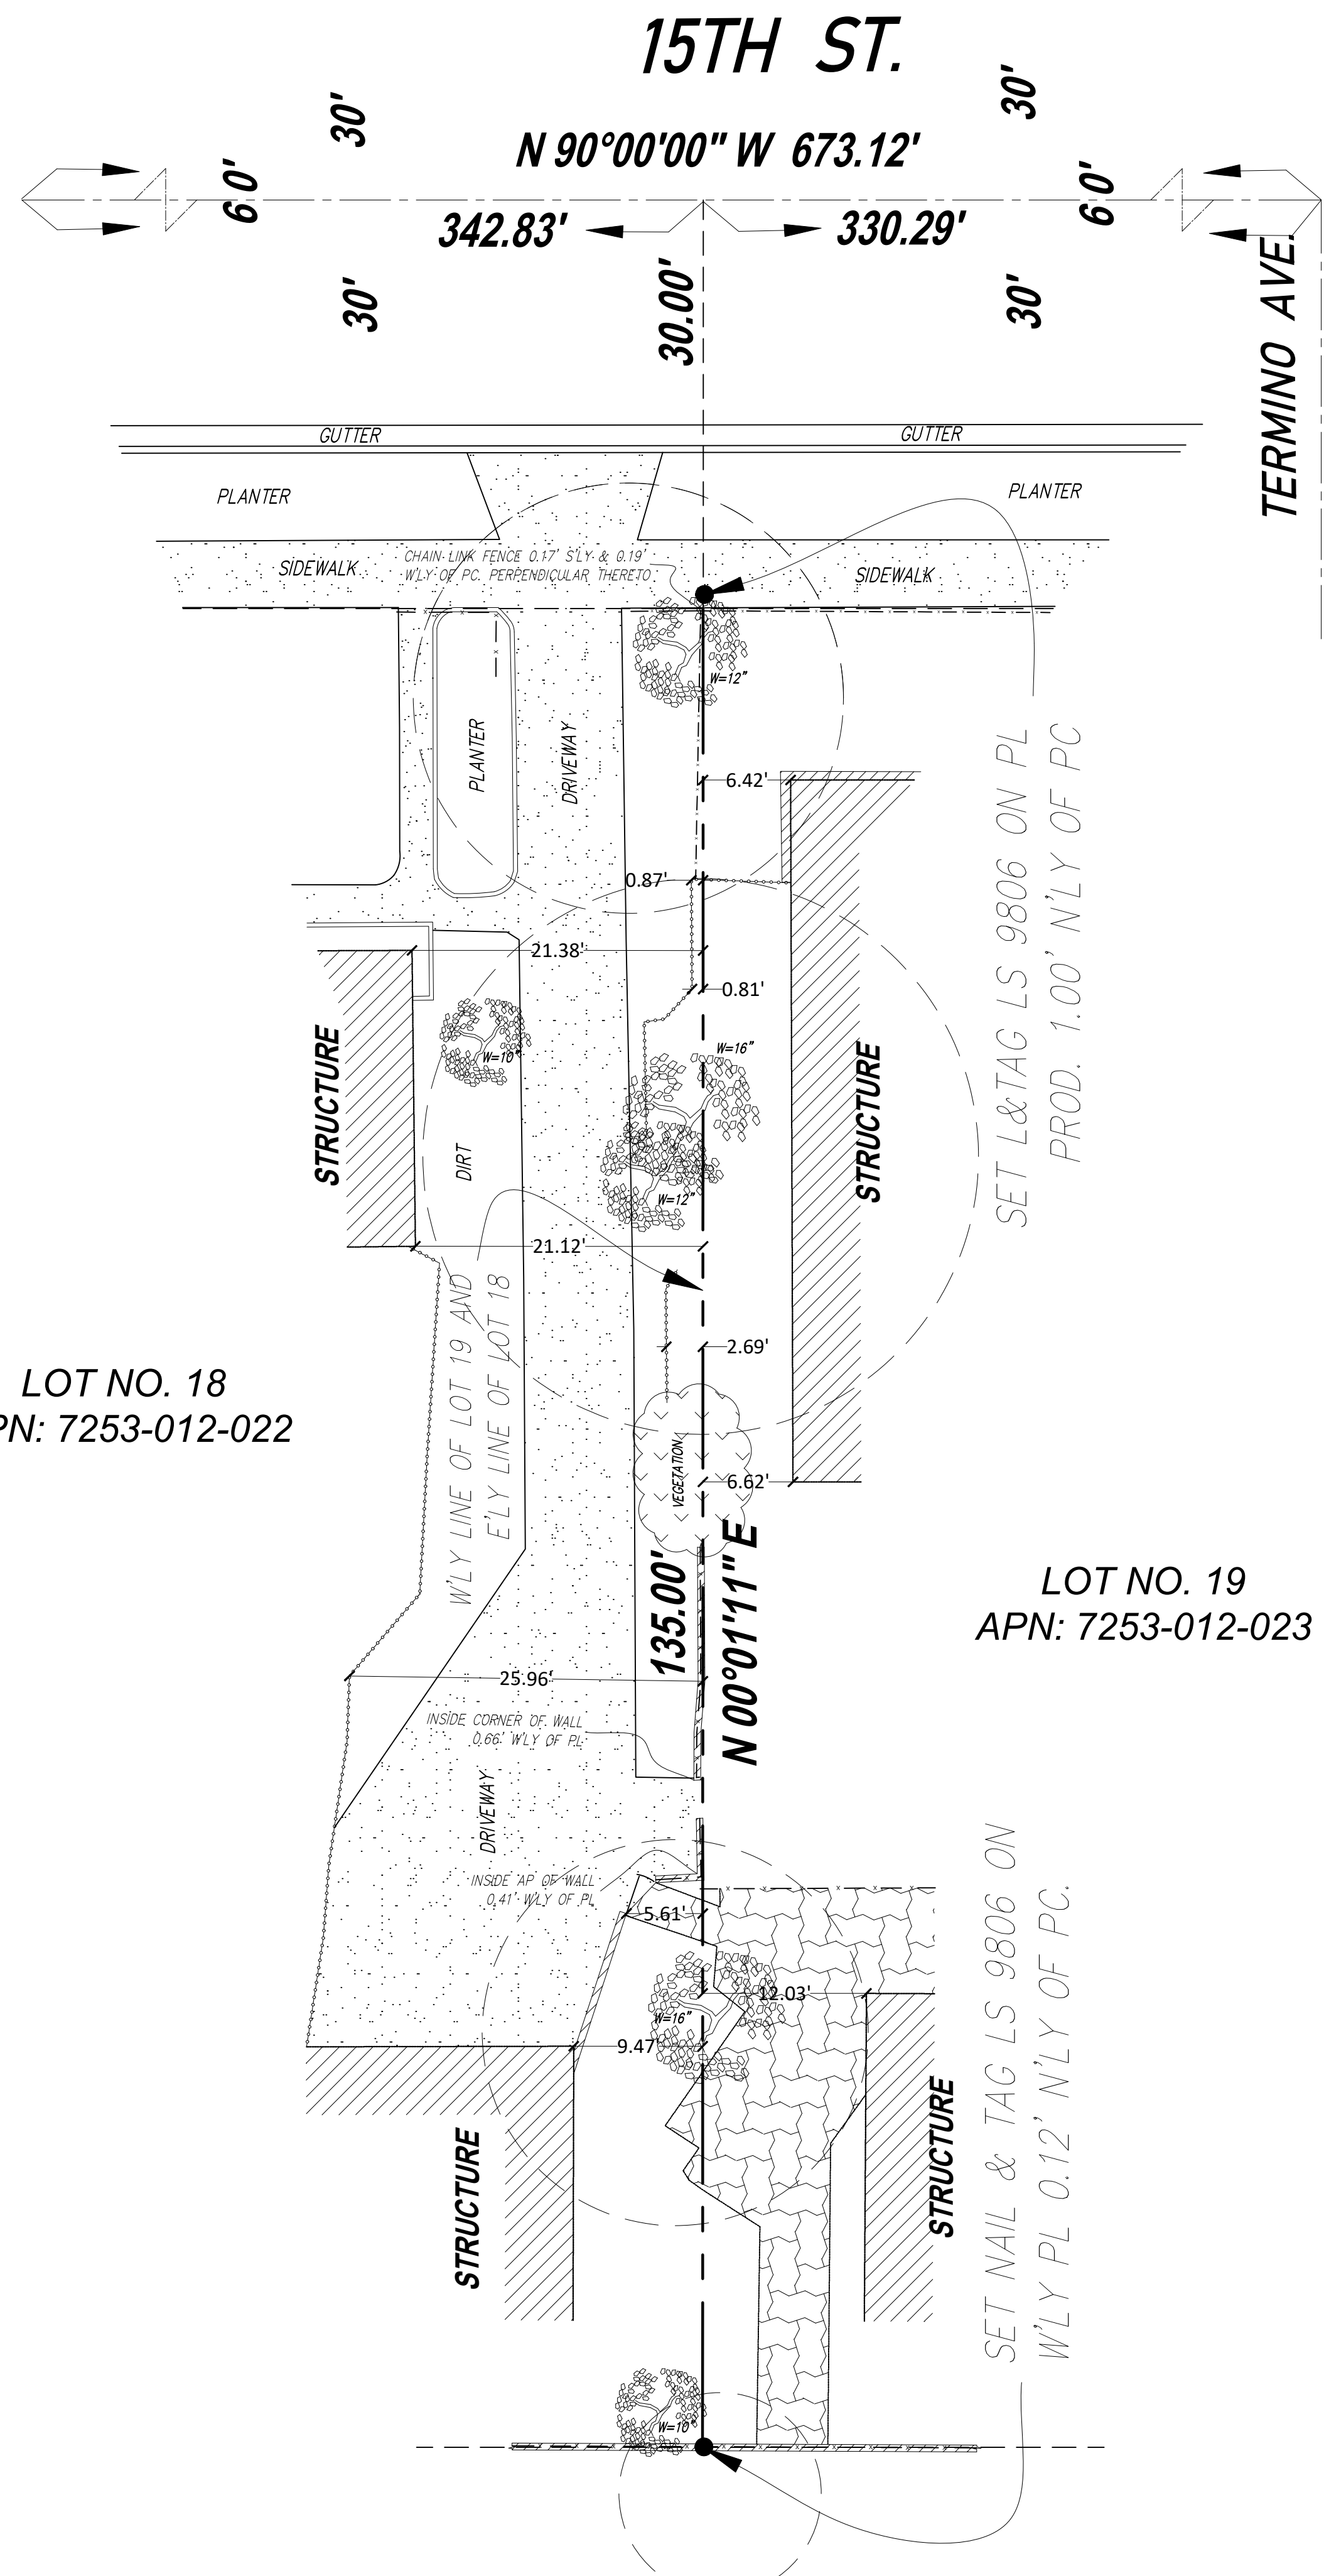 15TH ST.
30'
30'
N 90°00'00" W 673.12'
60'
60'
342.83'
330.29'
30'
30.00'
30'
TERMINO AVE.
GUTTER
GUTTER
PLANTER
PLANTER
CHAIN LINK FENCE 0.17' S'LY & 0.19'
W'LY OF PC. PERPENDICULAR THERETO
SIDEWALK
SIDEWALK
W=12"
PLANTER
DRIVEWAY
6.42'
SET L&TAG LS 9806 ON PL
PROD. 1.00' N'LY OF PC
0.87'
21.38'
0.81'
STRUCTURE
W=10"
W=16"
STRUCTURE
DIRT
W=12"
21.12'
W'LY LINE OF LOT 19 AND
E'LY LINE OF LOT 18
2.69'
LOT NO. 18
PN: 7253-012-022
VEGETATION
6.62'
135.00'
N 00°01'11" E
LOT NO. 19
APN: 7253-012-023
25.96'
INSIDE CORNER OF WALL
0.66' W'LY OF PL
DRIVEWAY
INSIDE AP OF WALL
0.41' W'LY OF PL
5.61'
12.03'
W=16"
9.47'
STRUCTURE
STRUCTURE
SET NAIL & TAG LS 9806 ON
W'LY PL 0.12' N'LY OF PC.
W=10"